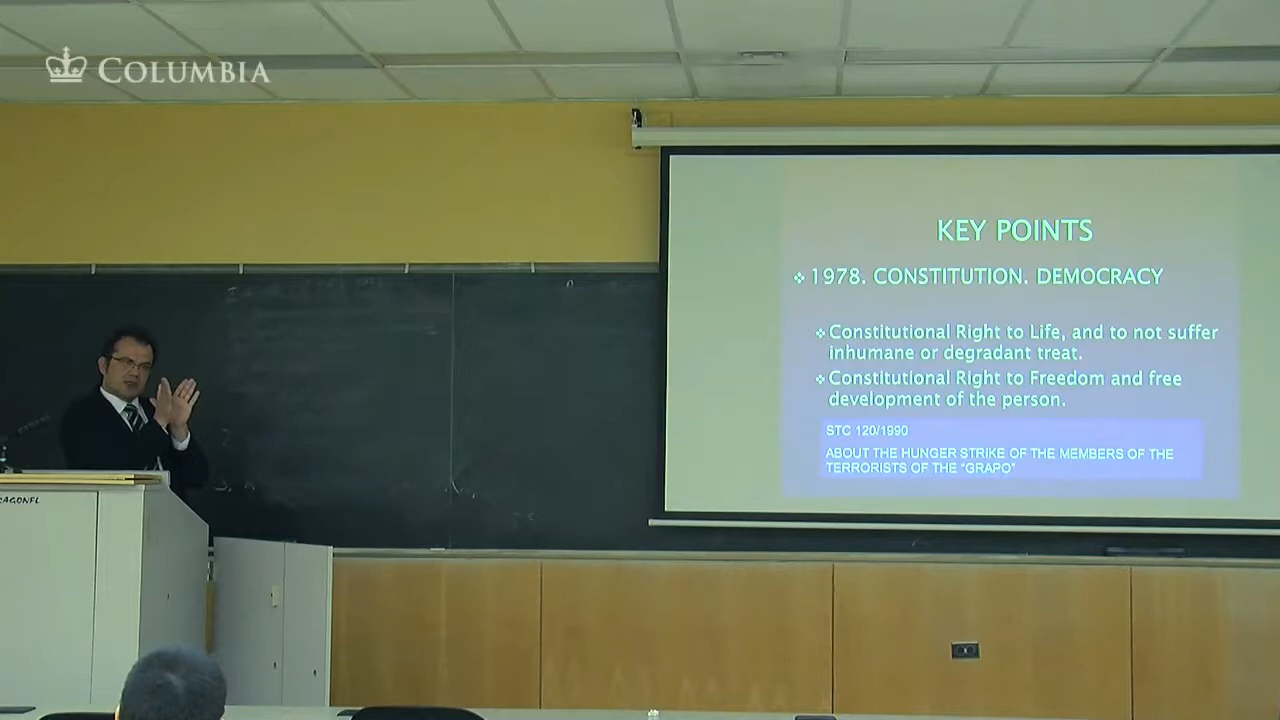 COLUMBIA
KEY POINTS
1978. CONSTITUTION. DEMOCRACY
Constitutional Right to Life, and to not suffer
inhumane or degradant treat.
Constitutional Right to Freedom and free
development of the person.
STC 120/1990
ABOUT THE HUNGER STRIKE OF THE MEMBERS OF THE
TERRORISTS OF THE "GRAPO"